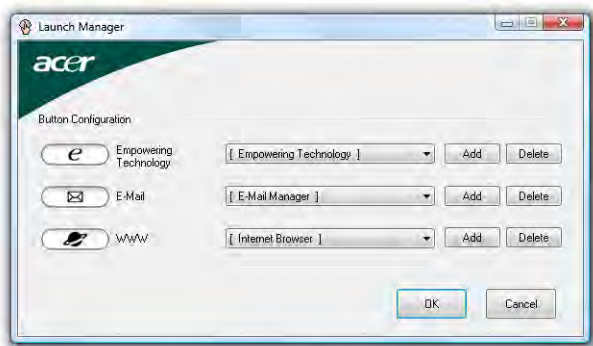 Launch Manager
acer
Button Configuration
e Empowering Technology [ Empowering Technology ] Add Delete
E-Mail [ E-Mail Manager ] Add Delete
WWW [ Internet Browser ] Add Delete
OK Cancel